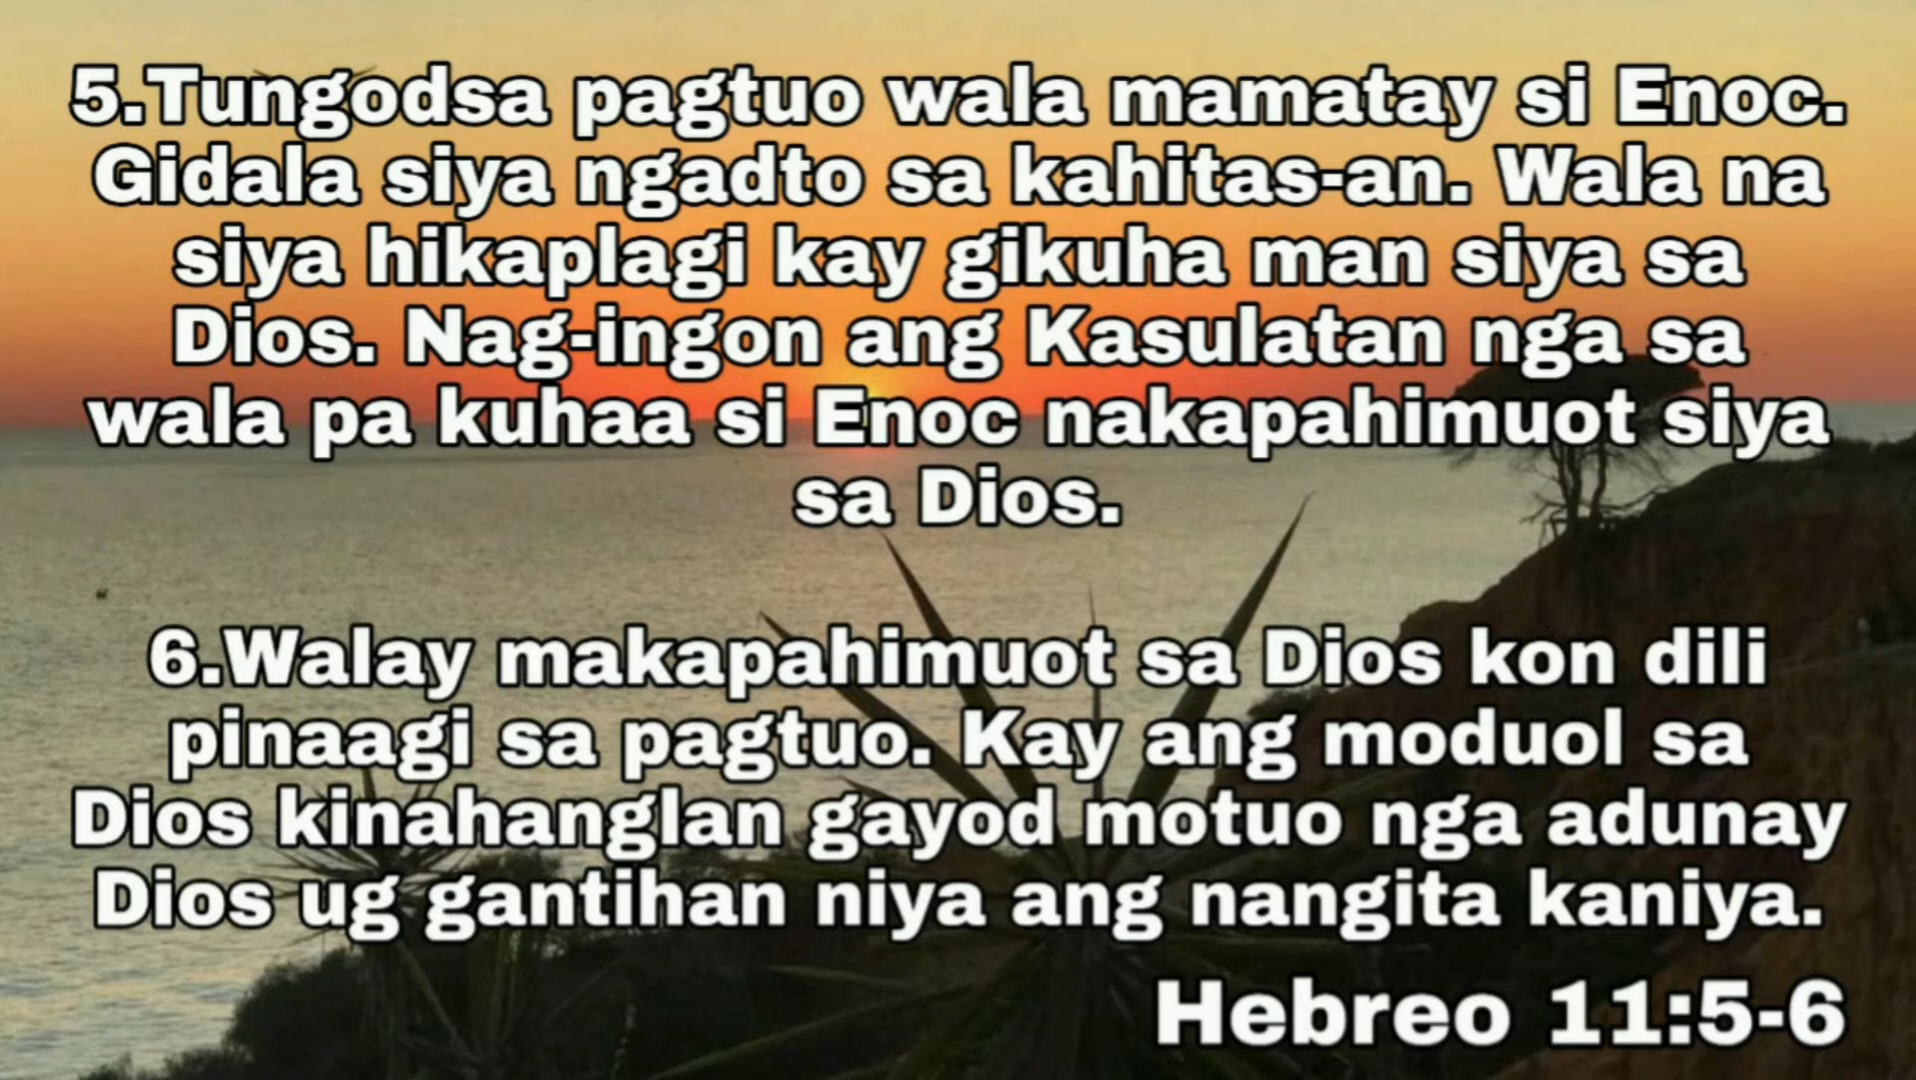 5.Tungodsa pagtuo wala mamatay si Enoc.
Gidala siya ngadto sa kahitas-an. Wala na
siya hikaplagi kay gikuha man siya sa
Dios. Nag-ingon ang Kasulatan nga sa
wala pa kuhaa si Enoc nakapahimuot siya
sa Dios.
6.Walay makapahimuot sa Dios kon dili
pinaagi sa pagtuo. Kay ang moduol sa
Dios kinahanglan gayod motuo nga adunay
Dios ug gantihan niya ang nangita kaniya.
Hebreo 11:5-6